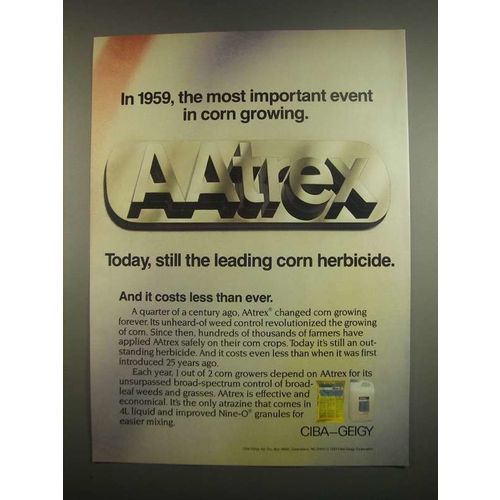 In 1959, the most important event
in corn growing.
AAtrex
Today, still the leading corn herbicide.
And it costs less than ever.
A quarter of a century ago, AAtrex® changed corn growing
forever. Its unheard-of weed control revolutionized the growing
of corn. Since then, hundreds of thousands of farmers have
applied AAtrex safely on their corn crops. Today it's still an out-
standing herbicide. And it costs even less than when it was first
introduced 25 years ago.
Each year, 1 out of 2 corn growers depend on AAtrex for its
unsurpassed broad-spectrum control of broad-
leaf weeds and grasses. AAtrex is effective and
economical. It's the only atrazine that comes in
4L liquid and improved Nine-O® granules for
easier mixing.
CIBA–GEIGY